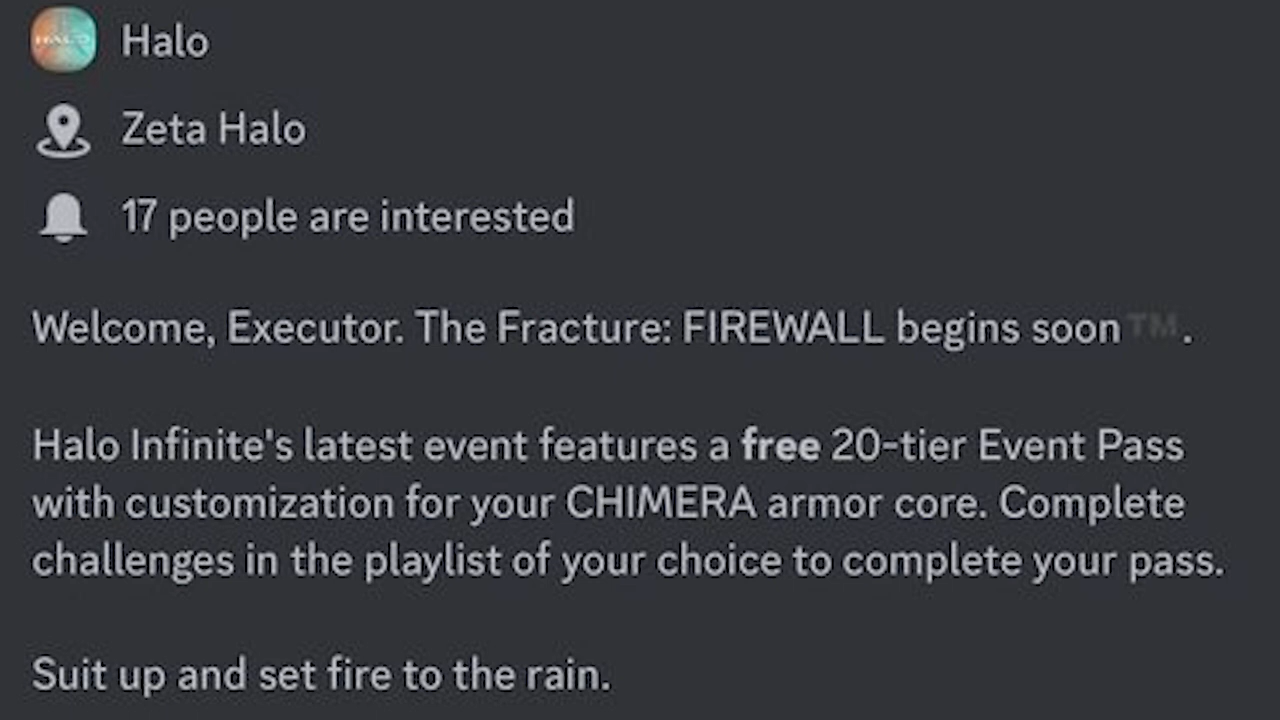 HALO
Halo
Zeta Halo
17 people are interested
Welcome, Executor. The Fracture: FIREWALL begins soon™.
Halo Infinite's latest event features a free 20-tier Event Pass
with customization for your CHIMERA armor core. Complete
challenges in the playlist of your choice to complete your pass.
Suit up and set fire to the rain.